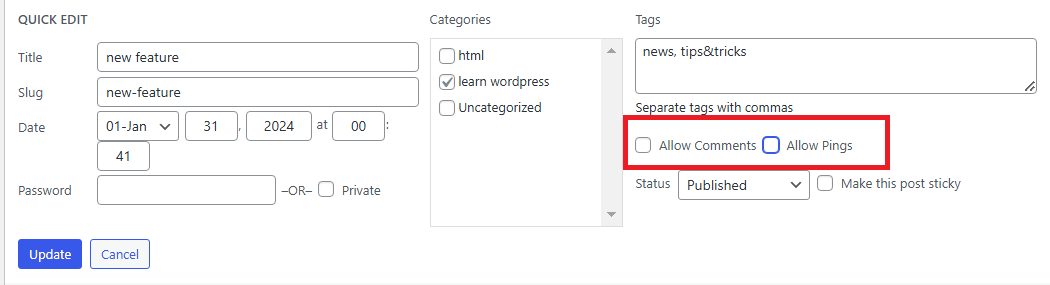 QUICK EDIT
Title new feature
Slug new-feature
Date 01-Jan 31 , 2024 at 00 :
41
Password –OR– Private
Update Cancel
Categories
html
learn wordpress
Uncategorized
Tags
news, tips&tricks
Separate tags with commas
Allow Comments Allow Pings
Status Published Make this post sticky